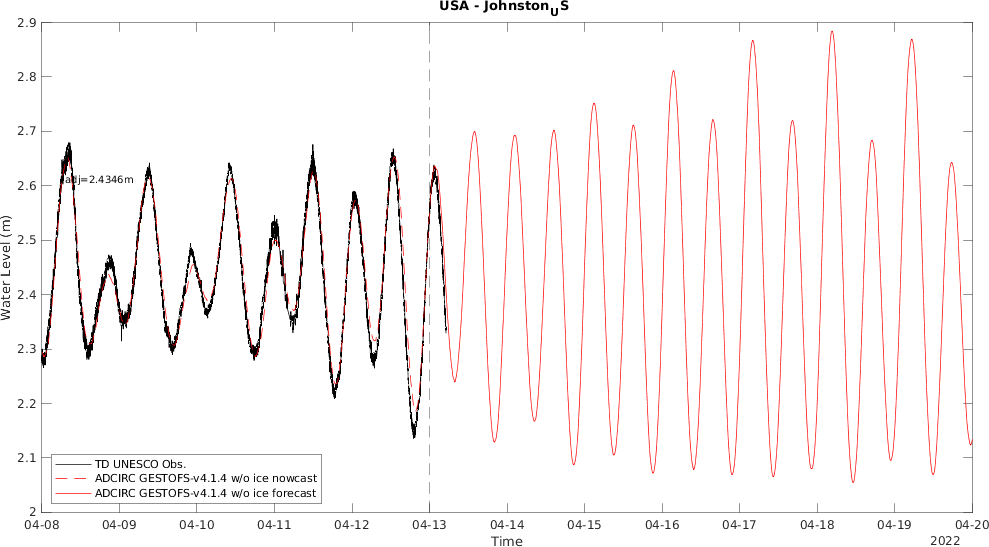 USA - Johnston_US
2.9
2.8
2.7
2.6
2.5
2.4
2.3
2.2
2.1
2
Water Level (m)
adj=2.4346m
TD UNESCO Obs.
ADCIRC GESTOFS-v4.1.4 w/o ice nowcast
ADCIRC GESTOFS-v4.1.4 w/o ice forecast
04-08 04-09 04-10 04-11 04-12 04-13 04-14 04-15 04-16 04-17 04-18 04-19 04-20
Time
2022